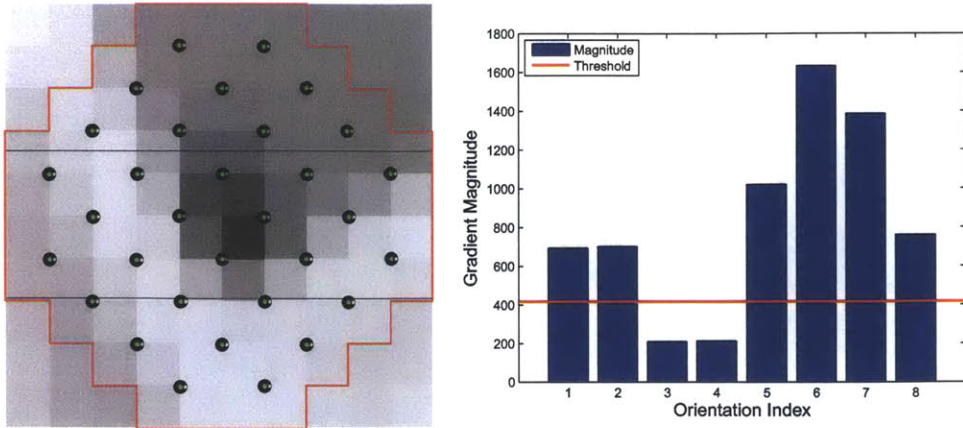 1800
1600
1400
1200
1000
800
600
400
200
0
Gradient Magnitude
Magnitude
Threshold
1 2 3 4 5 6 7 8
Orientation Index